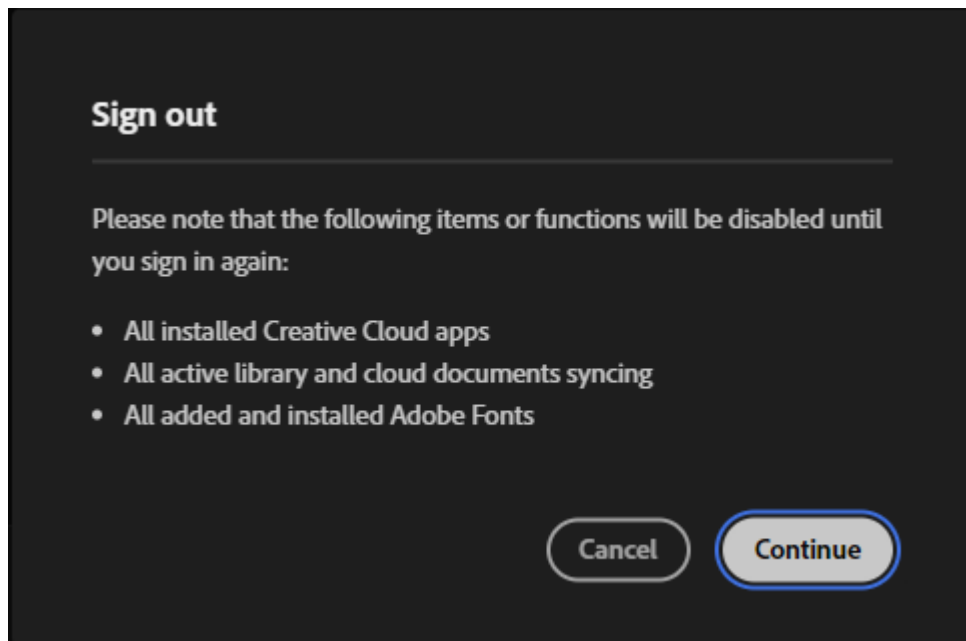 Sign out
Please note that the following items or functions will be disabled until
you sign in again:
• All installed Creative Cloud apps
• All active library and cloud documents syncing
• All added and installed Adobe Fonts
Cancel Continue